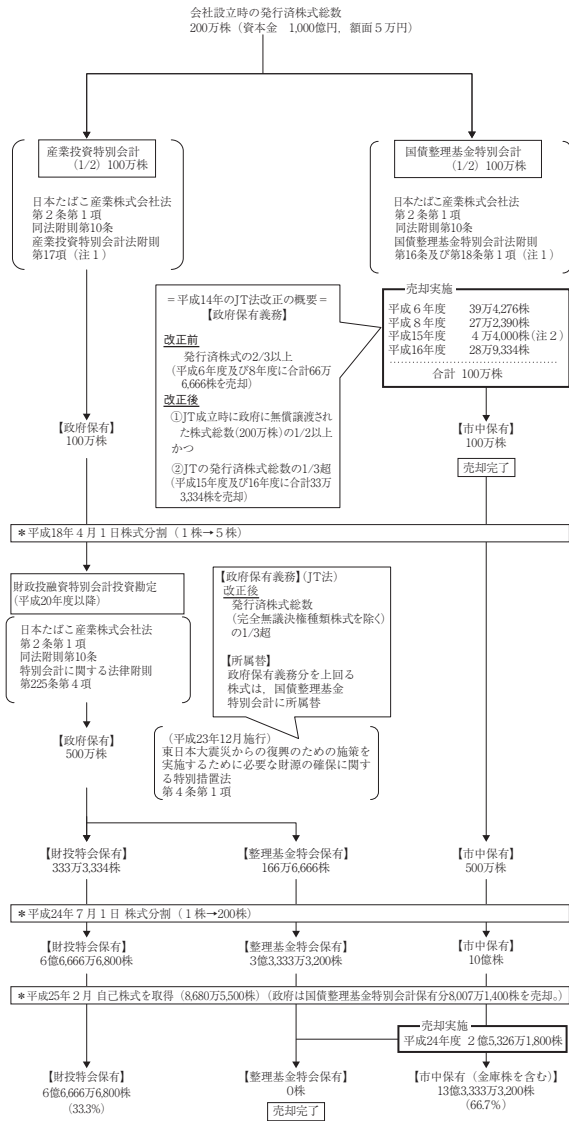 会社設立時の発行済株式総数
200万株（資本金　1,000億円，額面５万円）
産業投資特別会計
(1/2) 100万株
日本たばこ産業株式会社法
第２条第１項
同法附則第10条
産業投資特別会計法附則
第17項（注１）
国債整理基金特別会計
(1/2) 100万株
日本たばこ産業株式会社法
第２条第１項
同法附則第10条
国債整理基金特別会計法附則
第16条及び第18条第１項（注１）
売却実施
平成６年度　39万4,276株
平成８年度　27万2,390株
平成15年度　４万4,000株(注２)
平成16年度　28万9,334株
合計 100万株
＝平成14年のJT法改正の概要＝
【政府保有義務】
改正前
発行済株式の2/3以上
（平成６年度及び８年度に合計66万
6,666株を売却）
改正後
①JT成立時に政府に無償譲渡され
た株式総数(200万株)の1/2以上
かつ
②JTの発行済株式総数の1/3超
（平成15年度及び16年度に合計33万
3,334株を売却）
【政府保有】
100万株
【市中保有】
100万株
売却完了
＊平成18年４月１日株式分割（１株→５株）
財政投融資特別会計投資勘定
(平成20年度以降)
日本たばこ産業株式会社法
第２条第１項
同法附則第10条
特別会計に関する法律附則
第225条第４項
【政府保有義務】(JT法)
改正後
発行済株式総数
(完全無議決権種類株式を除く)
の1/3超
【所属替】
政府保有義務分を上回る
株式は，国債整理基金
特別会計に所属替
【政府保有】
500万株
（平成23年12月施行）
東日本大震災からの復興のための施策を
実施するために必要な財源の確保に関す
る特別措置法
第４条第１項
【財投特会保有】
333万3,334株
【整理基金特会保有】
166万6,666株
【市中保有】
500万株
＊平成24年７月１日 株式分割（１株→200株）
【財投特会保有】
6億6,666万6,800株
【整理基金特会保有】
3億3,333万3,200株
【市中保有】
10億株
＊平成25年２月 自己株式を取得（8,680万5,500株）（政府は国債整理基金特別会計保有分8,007万1,400株を売却。）
売却実施
平成24年度 ２億5,326万1,800株
【財投特会保有】
6億6,666万6,800株
(33.3%)
【整理基金特会保有】
0株
売却完了
【市中保有（金庫株を含む）】
13億3,333万3,200株
(66.7%)